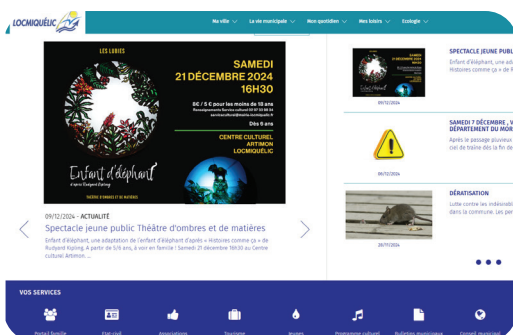 LOCMIQUÉLIC
Ma ville
La vie municipale
Mon quotidien
Mes loisirs
Ecologie
LES LUBIES
SAMEDI
21 DÉCEMBRE 2024
16H30
8€ / 5 € pour les moins de 18 ans
Dès 6 ans
CENTRE CULTUREL
ARTIMON
LOCMIQUÉLIC
Enfant d'éléphant
d'après Rudyard Kipling
THÉÂTRE D'OMBRES ET DE MATIÈRES
09/12/2024 - ACTUALITÉ
Spectacle jeune public Théâtre d'ombres et de matières
Enfant d'éléphant, une adaptation de l'enfant d'éléphant d'après « Histoires comme ça » de
Rudyard Kipling. A partir de 5/6 ans, à voir en famille ! Samedi 21 décembre 16h30 au Centre
culturel Artimon. ...
SPECTACLE JEUNE PUBL
Enfant d'éléphant, une ada
Histoires comme ça » de R
09/12/2024
SAMEDI 7 DÉCEMBRE , V
DÉPARTEMENT DU MOR
Après le passage pluvieux
ciel de traîne dès la fin de
06/12/2024
DÉRATISATION
Lutte contre les indésirabl
dans la commune. Les per
28/11/2024
VOS SERVICES
Portail famille
Etat-civil
Associations
Tourisme
Jeunes
Programme culturel
Bulletins municipaux
Conseil municipal